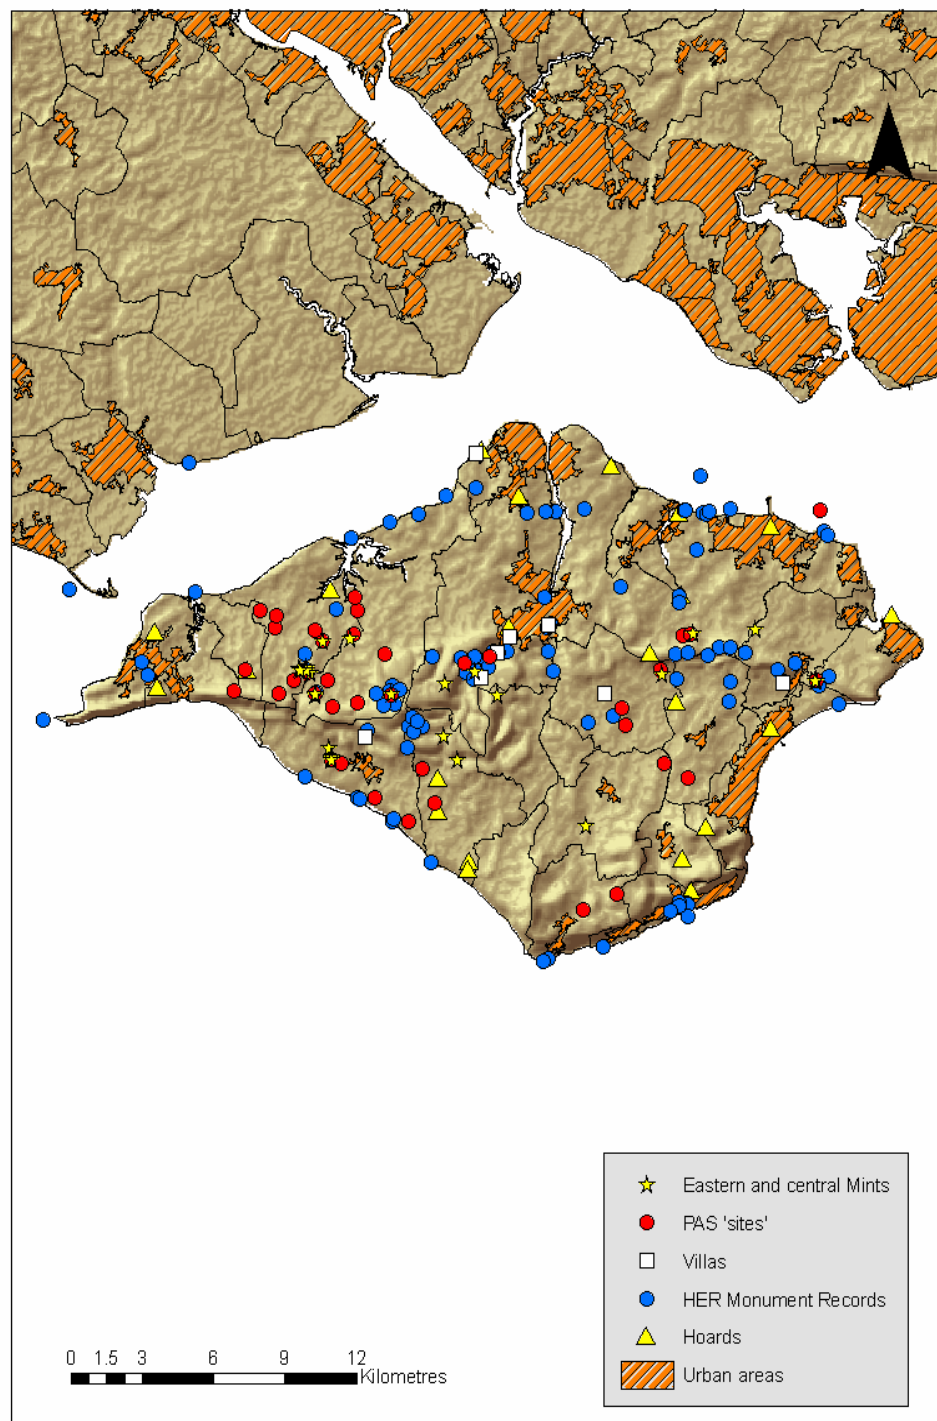 N
Eastern and central Mints
PAS 'sites'
Villas
HER Monument Records
Hoards
Urban areas
0 1.5 3 6 9 12
Kilometres